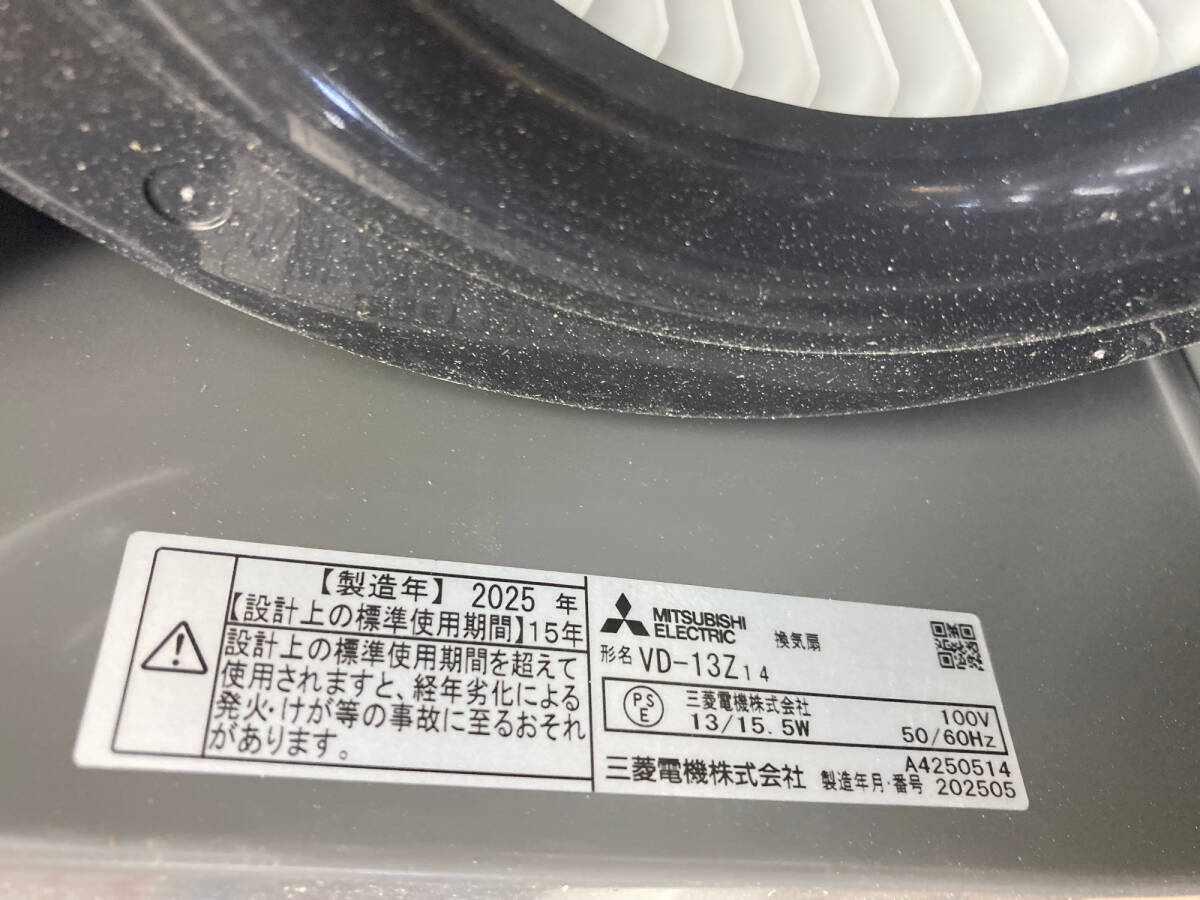 【製造年】 2025 年
【設計上の標準使用期間】15年
設計上の標準使用期間を超えて
使用されますと、経年劣化による
発火・けが等の事故に至るおそれ
があります。
MITSUBISHI
ELECTRIC 換気扇
形名 VD-13Z14
PSE 三菱電機株式会社 100V
13/15.5W 50/60Hz
A4250514
三菱電機株式会社 製造年月・番号 202505